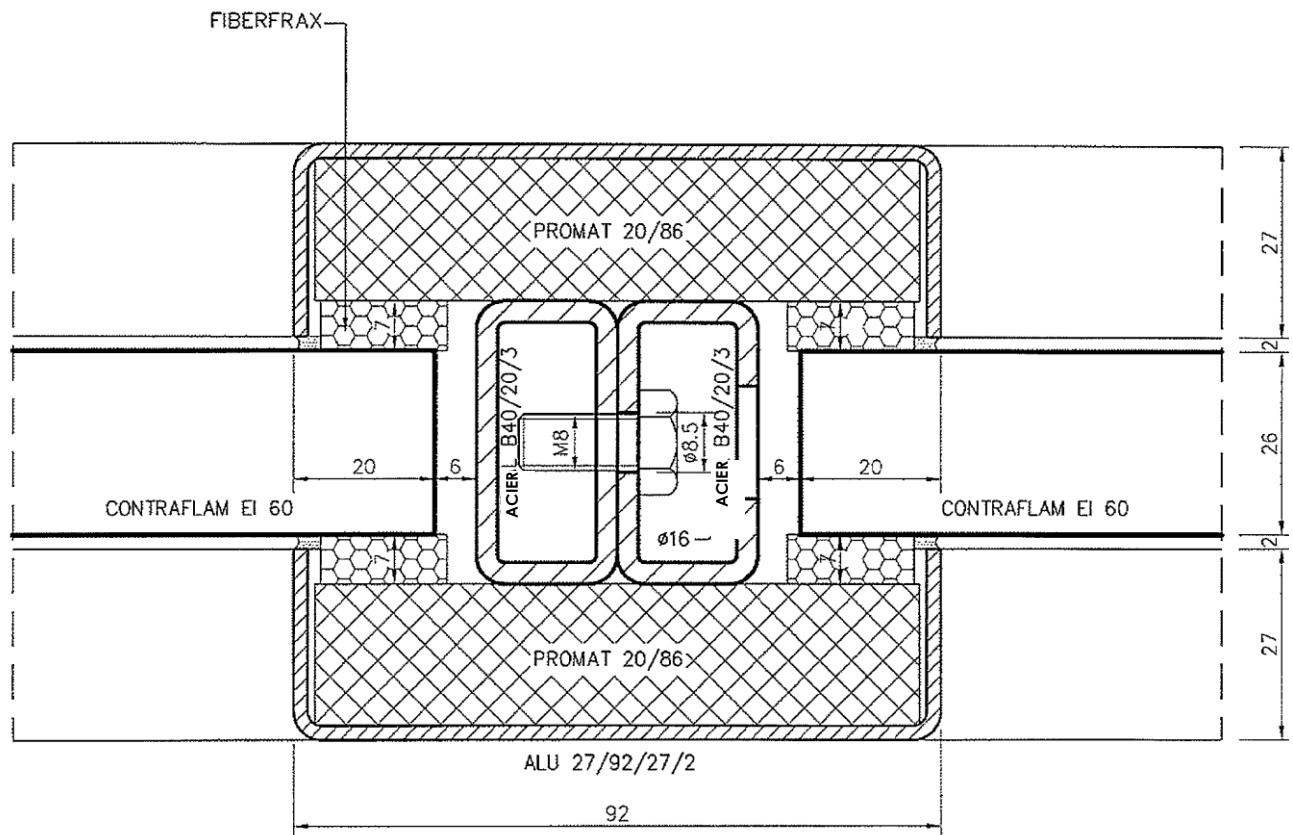 FIBERFRAX
PROMAT 20/86
27
7
7
2
ACIER B40/20/3
M8
ø8.5
ACIER B40/20/3
26
20
6
6
20
CONTRAFLAM EI 60
CONTRAFLAM EI 60
ø16
7
7
2
PROMAT 20/86
27
ALU 27/92/27/2
92